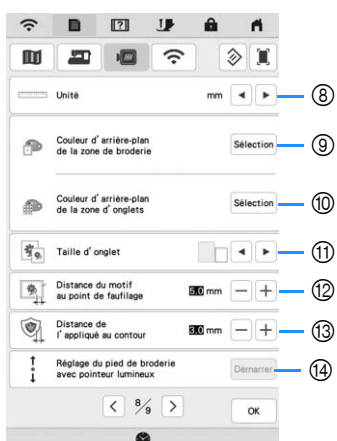 Unité
mm
⑧
Couleur d'arrière-plan
de la zone de broderie
Sélection
⑨
Couleur d'arrière-plan
de la zone d'onglets
Sélection
⑩
Taille d'onglet
⑪
Distance du motif
au point de faufilage
5.0 mm
⑫
Distance de
l'appliqué au contour
3.0 mm
⑬
Réglage du pied de broderie
avec pointeur lumineux
Démarrer
⑭
8/9
OK